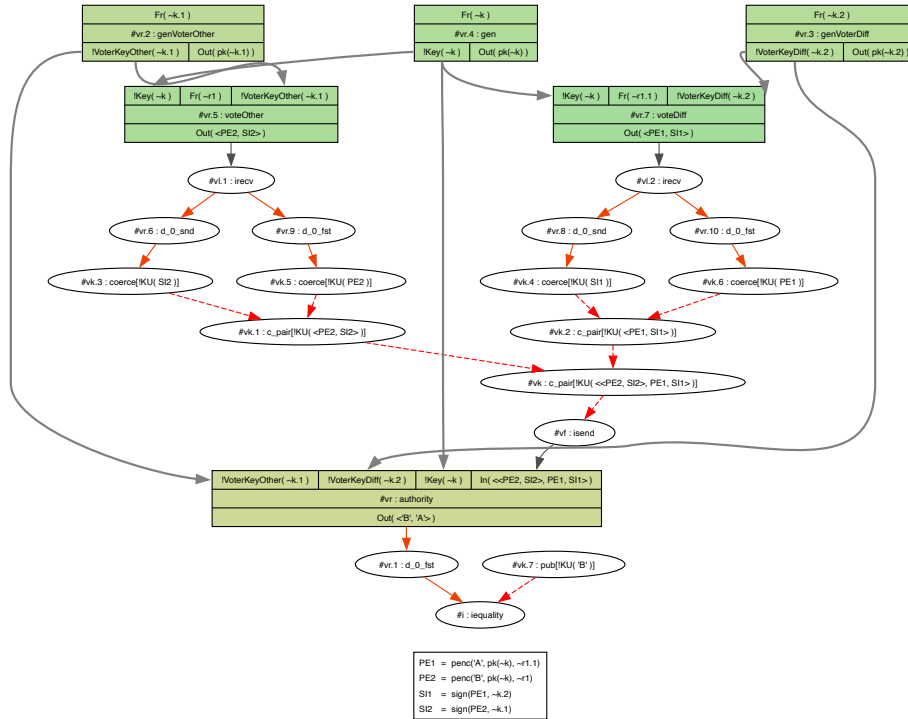 Fr( ~k.1 )
#vr.2 : genVoterOther
!VoterKeyOther( ~k.1 ) Out( pk(~k.1) )
Fr( ~k )
#vr.4 : gen
!Key( ~k ) Out( pk(~k) )
Fr( ~k.2 )
#vr.3 : genVoterDiff
!VoterKeyDiff( ~k.2 ) Out( pk(~k.2) )
!Key( ~k ) Fr( ~r1 ) !VoterKeyOther( ~k.1 )
#vr.5 : voteOther
Out( <PE2, SI2> )
!Key( ~k ) Fr( ~r1.1 ) !VoterKeyDiff( ~k.2 )
#vr.7 : voteDiff
Out( <PE1, SI1> )
#vl.1 : irecv
#vl.2 : irecv
#vr.6 : d_0_snd
#vr.9 : d_0_fst
#vr.8 : d_0_snd
#vr.10 : d_0_fst
#vk.3 : coerce[!KU( SI2 )]
#vk.5 : coerce[!KU( PE2 )]
#vk.4 : coerce[!KU( SI1 )]
#vk.6 : coerce[!KU( PE1 )]
#vk.1 : c_pair[!KU( <PE2, SI2> )]
#vk.2 : c_pair[!KU( <PE1, SI1> )]
#vk : c_pair[!KU( <<PE2, SI2>, PE1, SI1> )]
#vf : isend
!VoterKeyOther( ~k.1 ) !VoterKeyDiff( ~k.2 ) !Key( ~k ) In( <<PE2, SI2>, PE1, SI1> )
#vr : authority
Out( <'B', 'A'> )
#vr.1 : d_0_fst
#vk.7 : pub[!KU( 'B' )]
#i : iequality
PE1 = penc('A', pk(~k), ~r1.1)
PE2 = penc('B', pk(~k), ~r1)
SI1 = sign(PE1, ~k.2)
SI2 = sign(PE2, ~k.1)